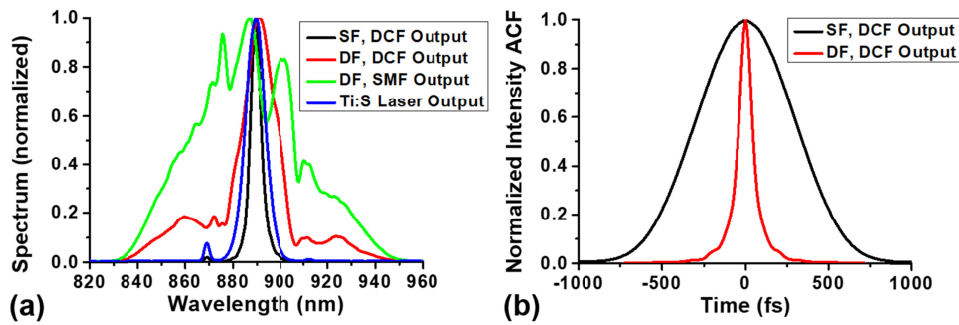 Spectrum (normalized)
1.0
0.8
0.6
0.4
0.2
0.0
820 840 860 880 900 920 940 960
Wavelength (nm)
SF, DCF Output
DF, DCF Output
DF, SMF Output
Ti:S Laser Output
(a)
Normalized Intensity ACF
1.0
0.8
0.6
0.4
0.2
0.0
-1000 -500 0 500 1000
Time (fs)
SF, DCF Output
DF, DCF Output
(b)